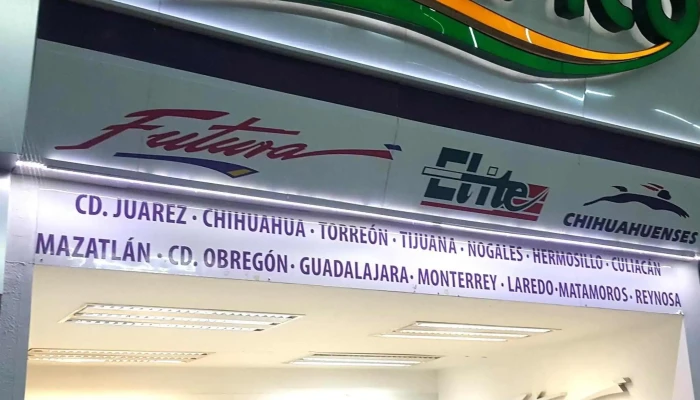 Futura
Elite
CHIHUAHUENSES
CD. JUAREZ · CHIHUAHUA · TORREÓN · TIJUANA · NOGALES · HERMOSILLO · CULIACÁN
MAZATLÁN · CD. OBREGÓN · GUADALAJARA · MONTERREY · LAREDO · MATAMOROS · REYNOSA